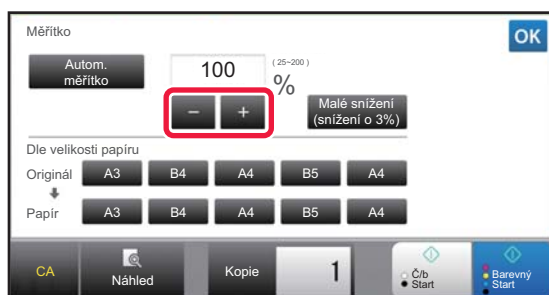 Měřítko
OK
Autom.
měřítko
100
(25~200)
%
− +
Malé snížení
(snížení o 3%)
Dle velikosti papíru
Originál A3 B4 A4 B5 A4
Papír A3 B4 A4 B5 A4
CA
Náhled
Kopie
1
Č/b
Start
Barevný
Start